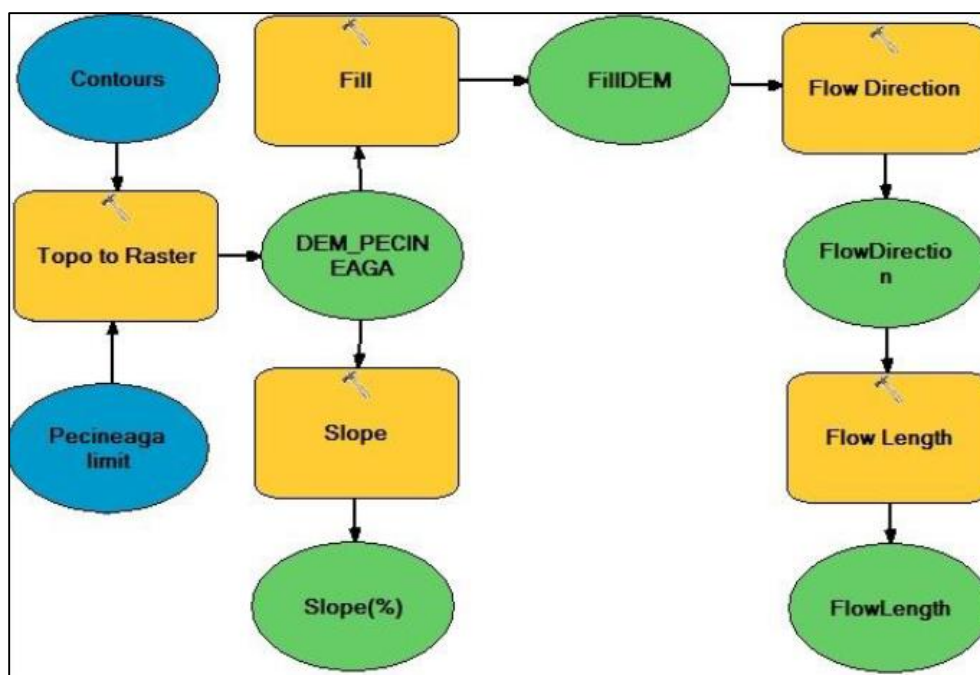 Contours
Fill
FillDEM
Flow Direction
Topo to Raster
DEM_PECIN
EAGA
FlowDirectio
n
Pecineaga
limit
Slope
Flow Length
Slope(%)
FlowLength